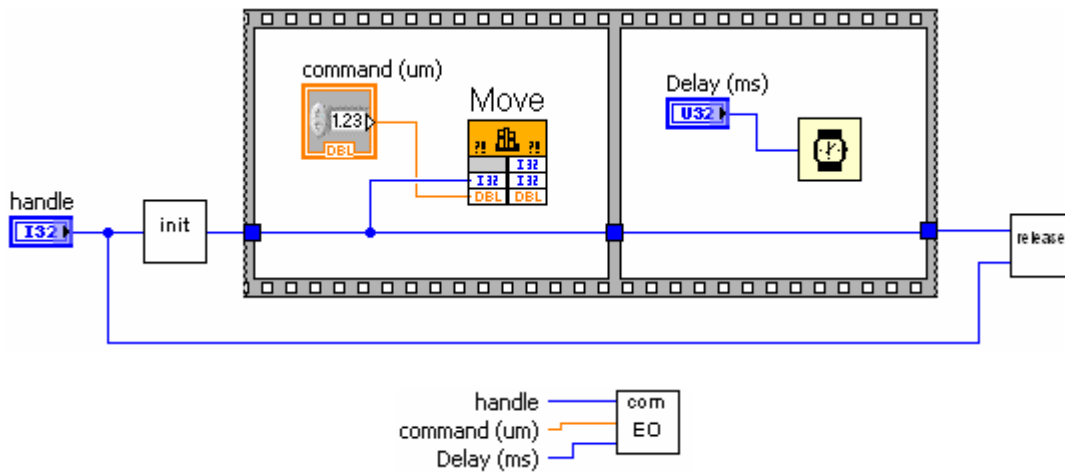 command (um)
1.23
DBL
Move
?! ?!
I32
I32 I32
DBL DBL
Delay (ms)
U32
handle
I32
init
release
handle
command (um)
Delay (ms)
com
EO